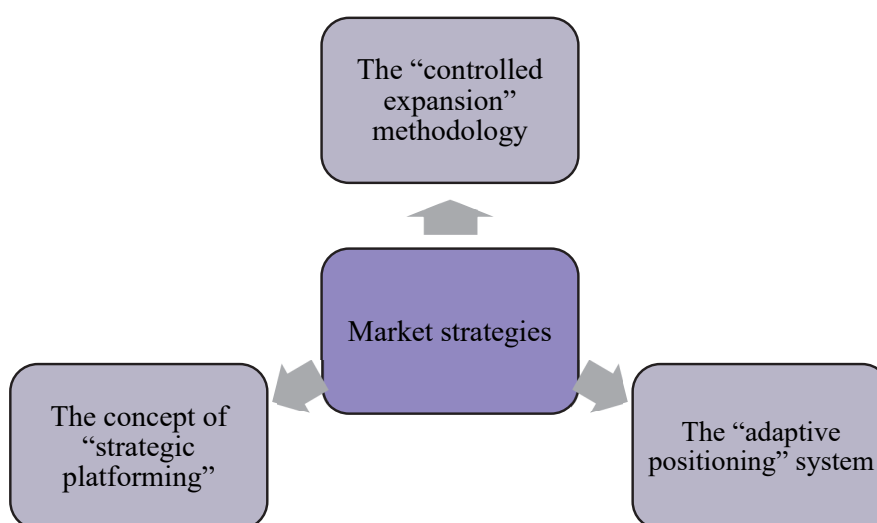 The “controlled
expansion”
methodology
Market strategies
The concept of
“strategic
platforming”
The “adaptive
positioning” system